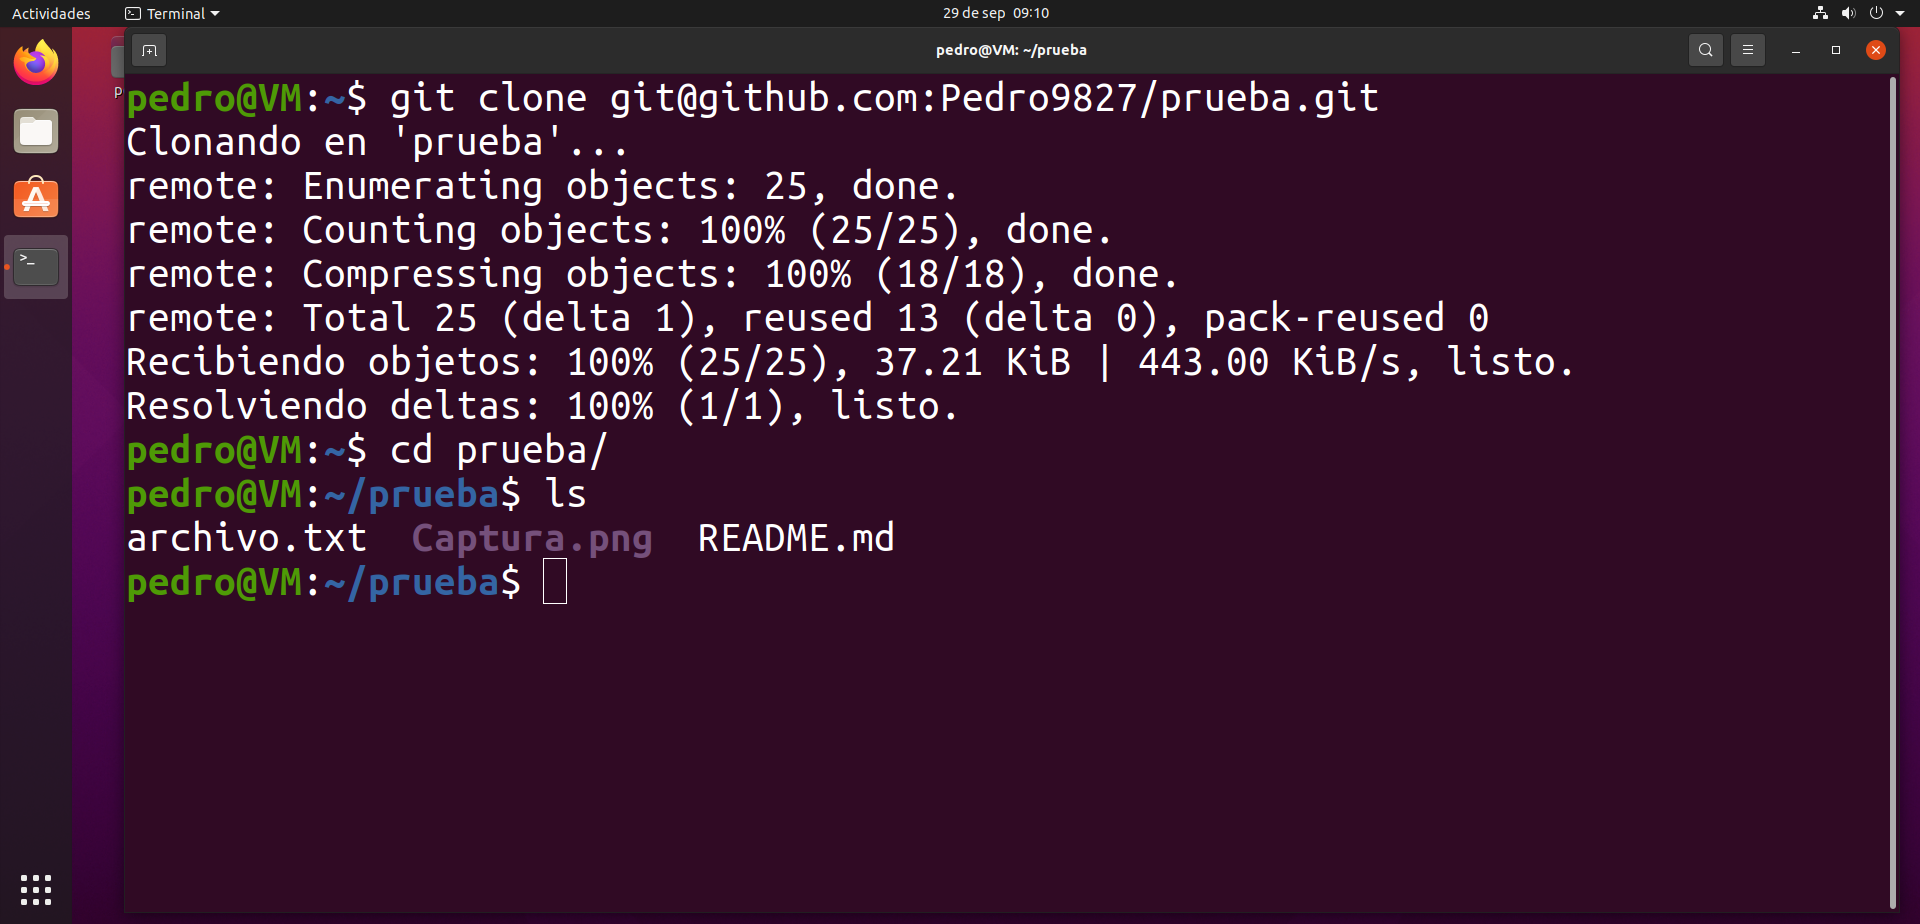 Actividades
Terminal
29 de sep 09:10
pedro@VM: ~/prueba
pedro@VM:~$ git clone git@github.com:Pedro9827/prueba.git
Clonando en 'prueba'...
remote: Enumerating objects: 25, done.
remote: Counting objects: 100% (25/25), done.
remote: Compressing objects: 100% (18/18), done.
remote: Total 25 (delta 1), reused 13 (delta 0), pack-reused 0
Recibiendo objetos: 100% (25/25), 37.21 KiB | 443.00 KiB/s, listo.
Resolviendo deltas: 100% (1/1), listo.
pedro@VM:~$ cd prueba/
pedro@VM:~/prueba$ ls
archivo.txt  Captura.png  README.md
pedro@VM:~/prueba$